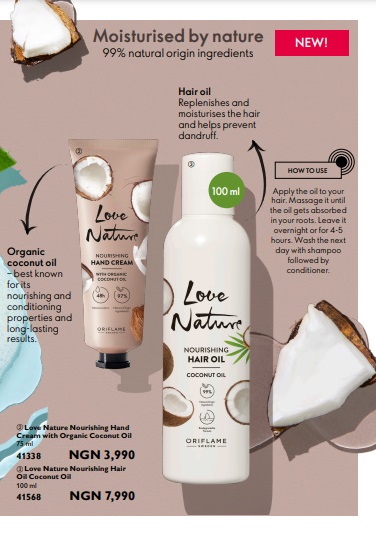 Moisturised by nature
99% natural origin ingredients
NEW!
Hair oil
Replenishes and
moisturises the hair
and helps prevent
dandruff.
100 ml
HOW TO USE
Apply the oil to your
hair. Massage it until
the oil gets absorbed
in your roots. Leave it
overnight or for 4-5
hours. Wash the next
day with shampoo
followed by
conditioner.
Organic
coconut oil
– best known
for its
nourishing and
conditioning
properties and
long-lasting
results.
Love
Nature
NOURISHING
HAND CREAM
WITH ORGANIC
COCONUT OIL
48h
97%
ORIFLAME
SWEDEN
Love
Nature
NOURISHING
HAIR OIL
COCONUT OIL
99%
ORIFLAME
SWEDEN
② Love Nature Nourishing Hand
Cream with Organic Coconut Oil
75 ml
41338 NGN 3,990
③ Love Nature Nourishing Hair
Oil Coconut Oil
100 ml
41568 NGN 7,990